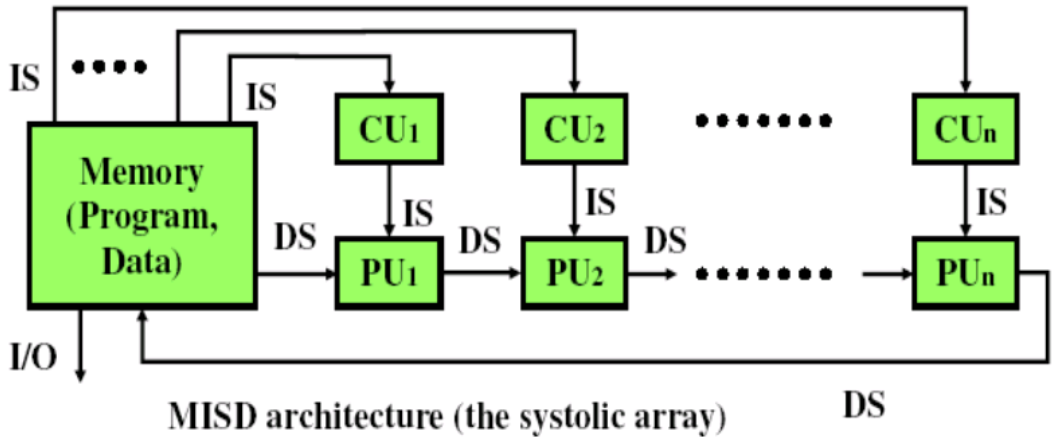 IS
IS
CU1
CU2
CUn
Memory
(Program,
Data)
IS
IS
IS
DS
DS
DS
PU1
PU2
PUn
I/O
MISD architecture (the systolic array)
DS